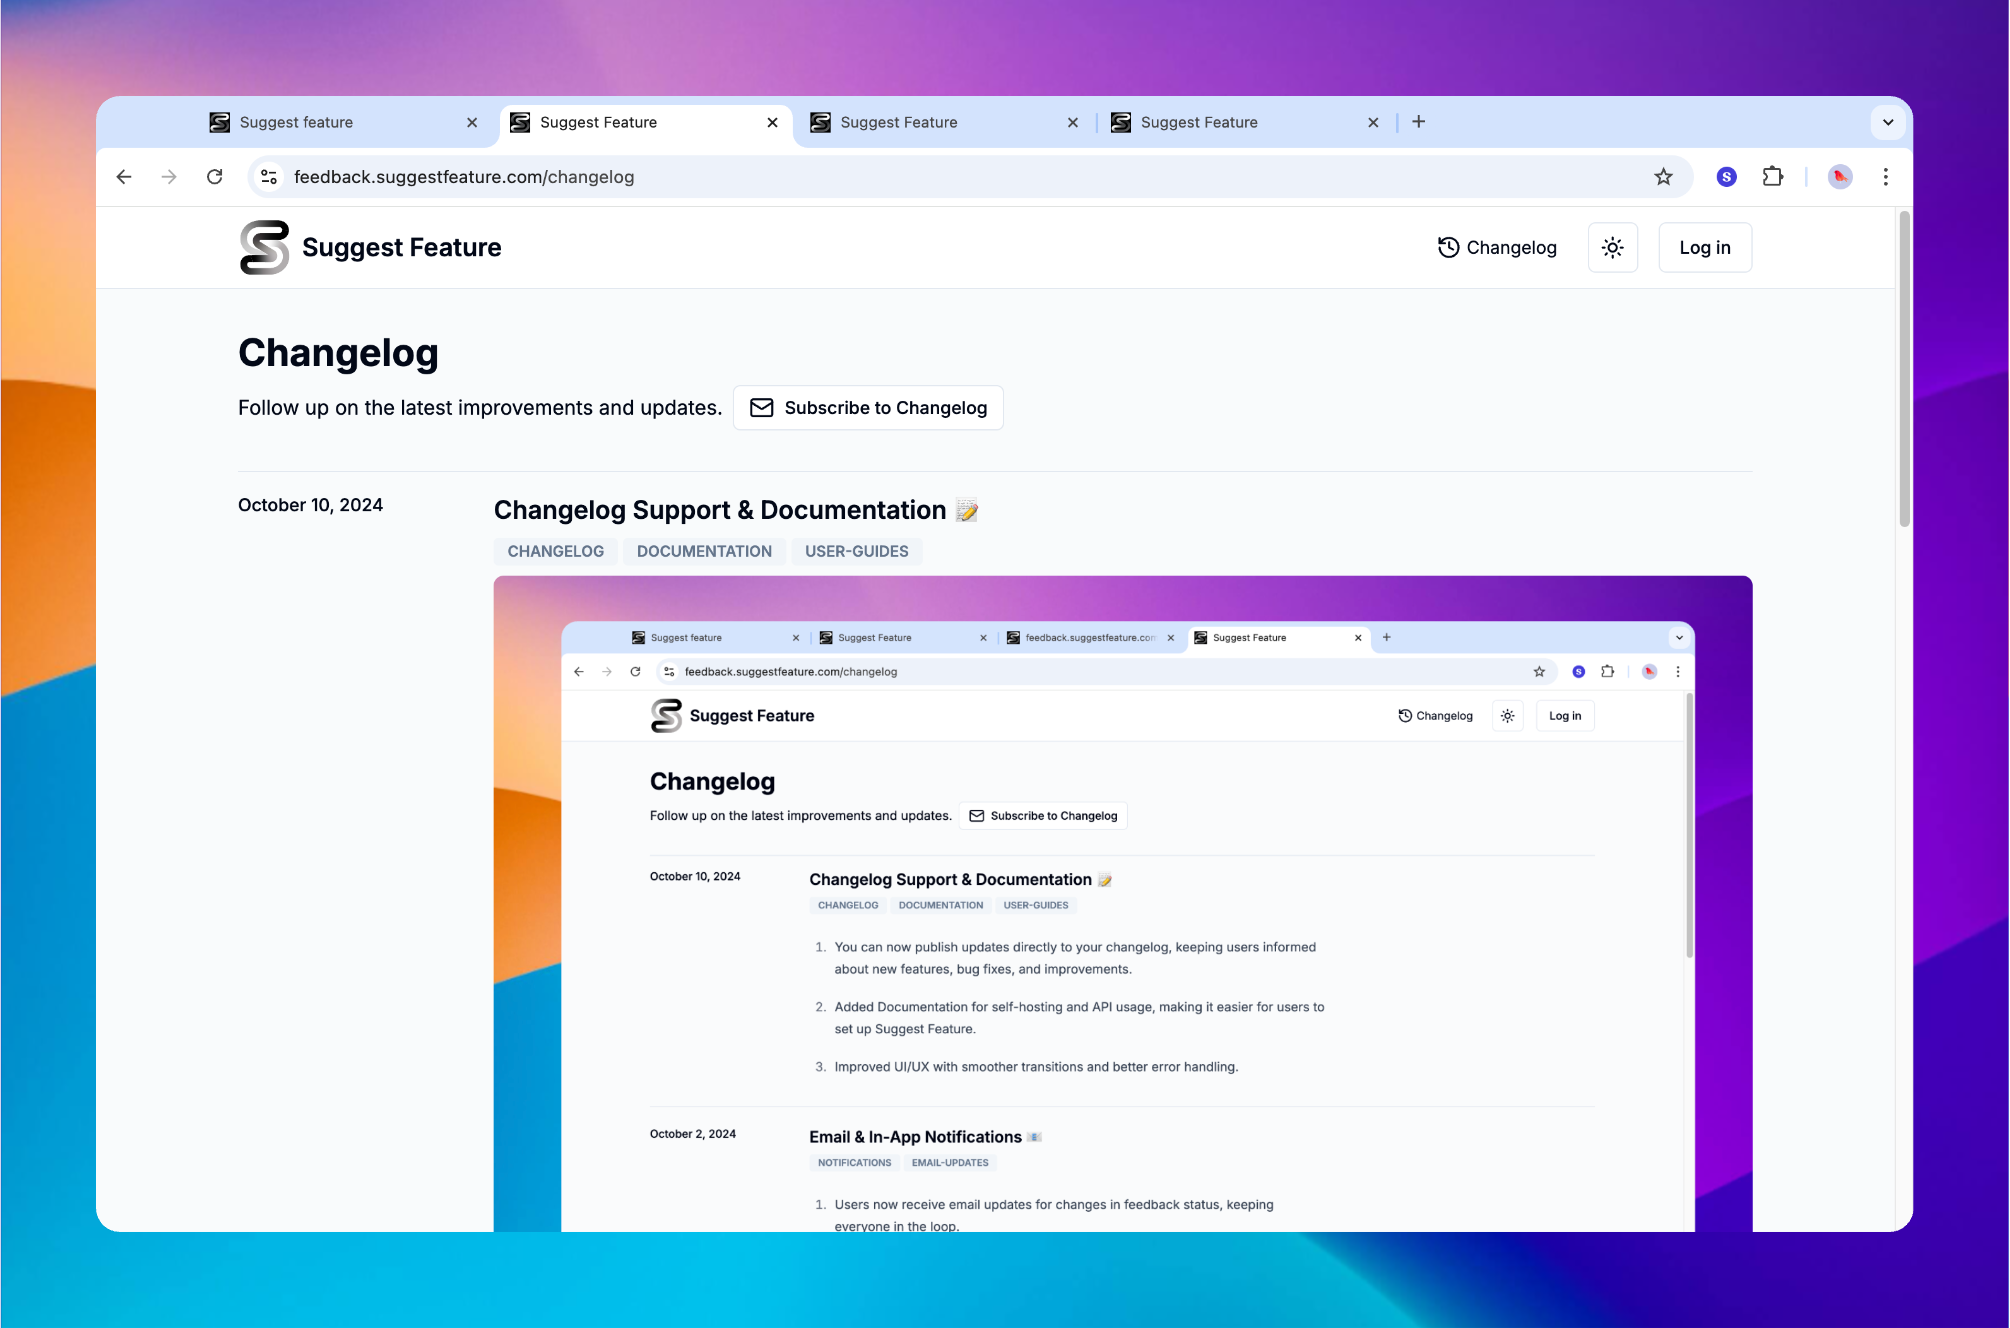 Suggest feature
Suggest Feature
Suggest Feature
Suggest Feature
feedback.suggestfeature.com/changelog
S
Suggest Feature
Changelog
Log in
Changelog
Follow up on the latest improvements and updates.
Subscribe to Changelog
October 10, 2024
Changelog Support & Documentation 📝
CHANGELOG
DOCUMENTATION
USER-GUIDES
Suggest feature
Suggest Feature
feedback.suggestfeature.con
Suggest Feature
feedback.suggestfeature.com/changelog
S
Suggest Feature
Changelog
Log in
Changelog
Follow up on the latest improvements and updates.
Subscribe to Changelog
October 10, 2024
Changelog Support & Documentation 📝
CHANGELOG
DOCUMENTATION
USER-GUIDES
1. You can now publish updates directly to your changelog, keeping users informed
about new features, bug fixes, and improvements.
2. Added Documentation for self-hosting and API usage, making it easier for users to
set up Suggest Feature.
3. Improved UI/UX with smoother transitions and better error handling.
October 2, 2024
Email & In-App Notifications 📧
NOTIFICATIONS
EMAIL-UPDATES
1. Users now receive email updates for changes in feedback status, keeping
everyone in the loop.